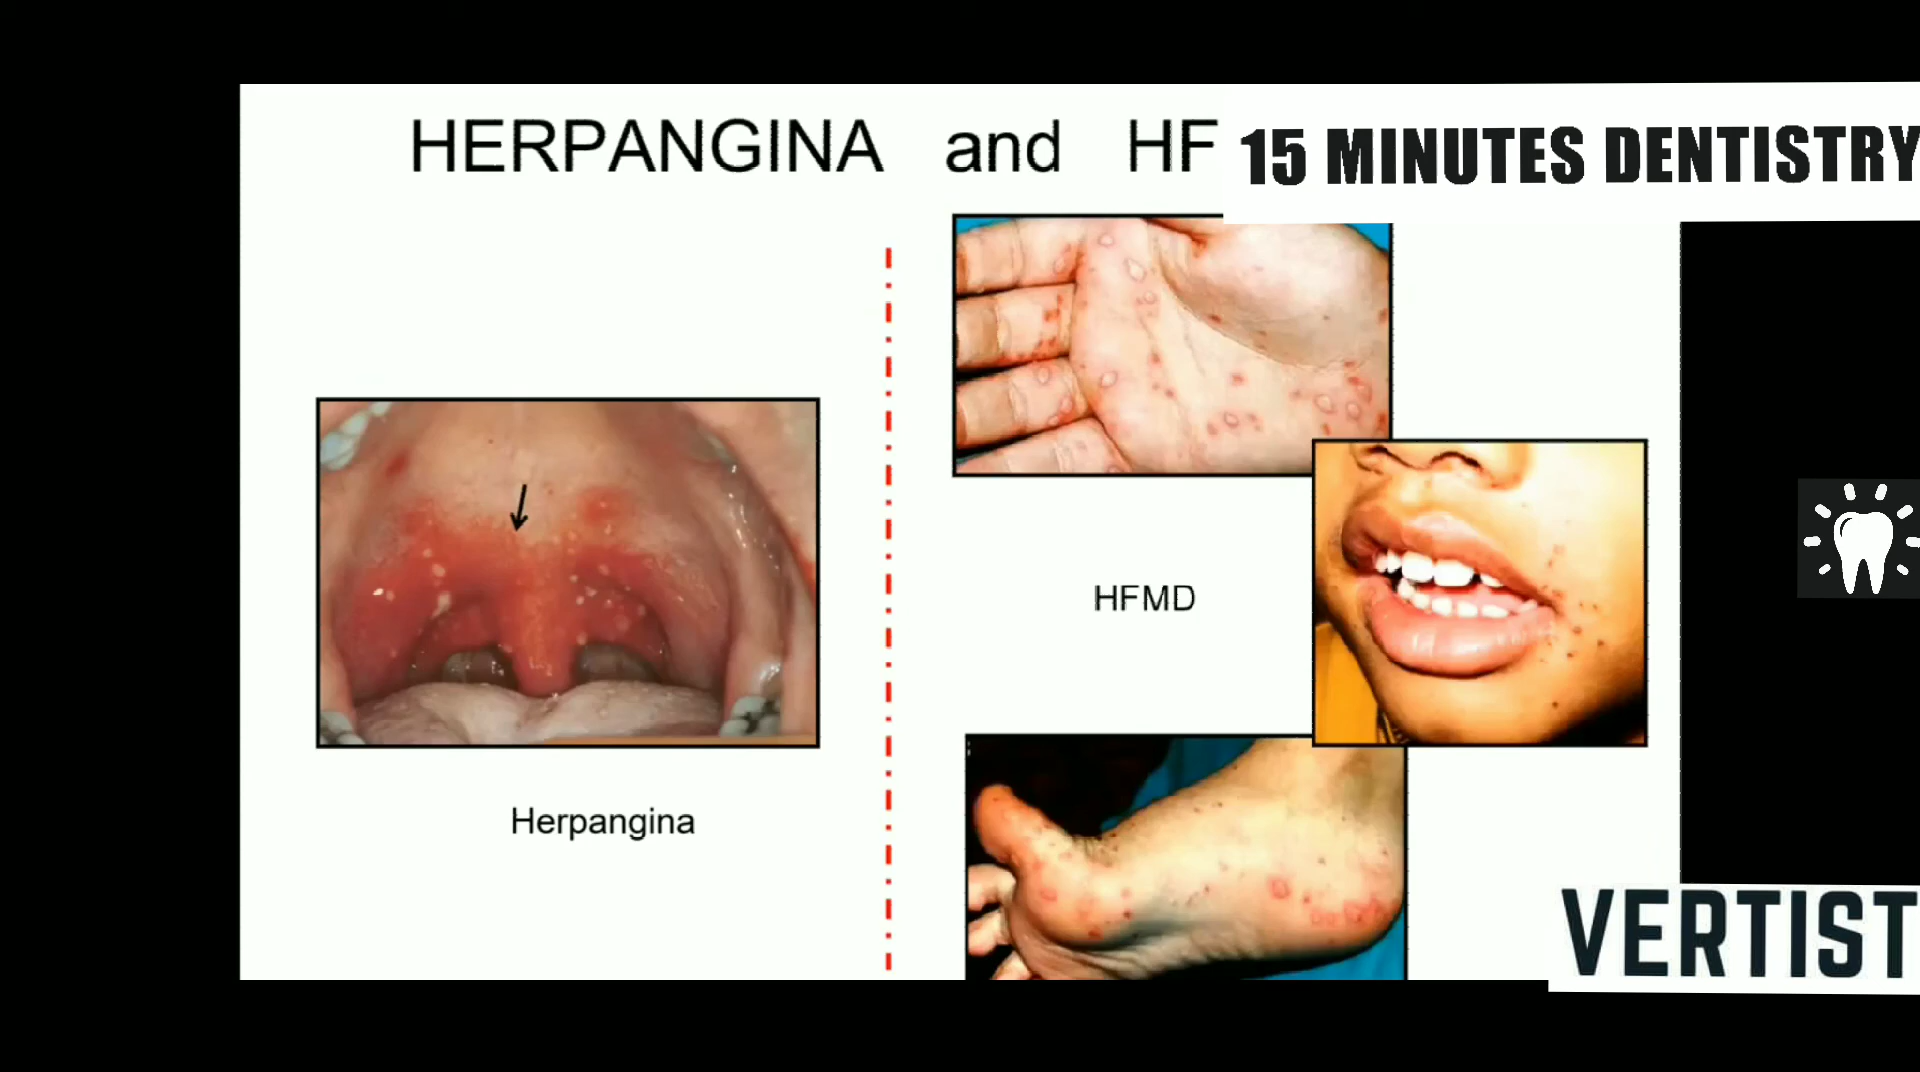 HERPANGINA and HF
15 MINUTES DENTISTRY
HFMD
Herpangina
VERTIST